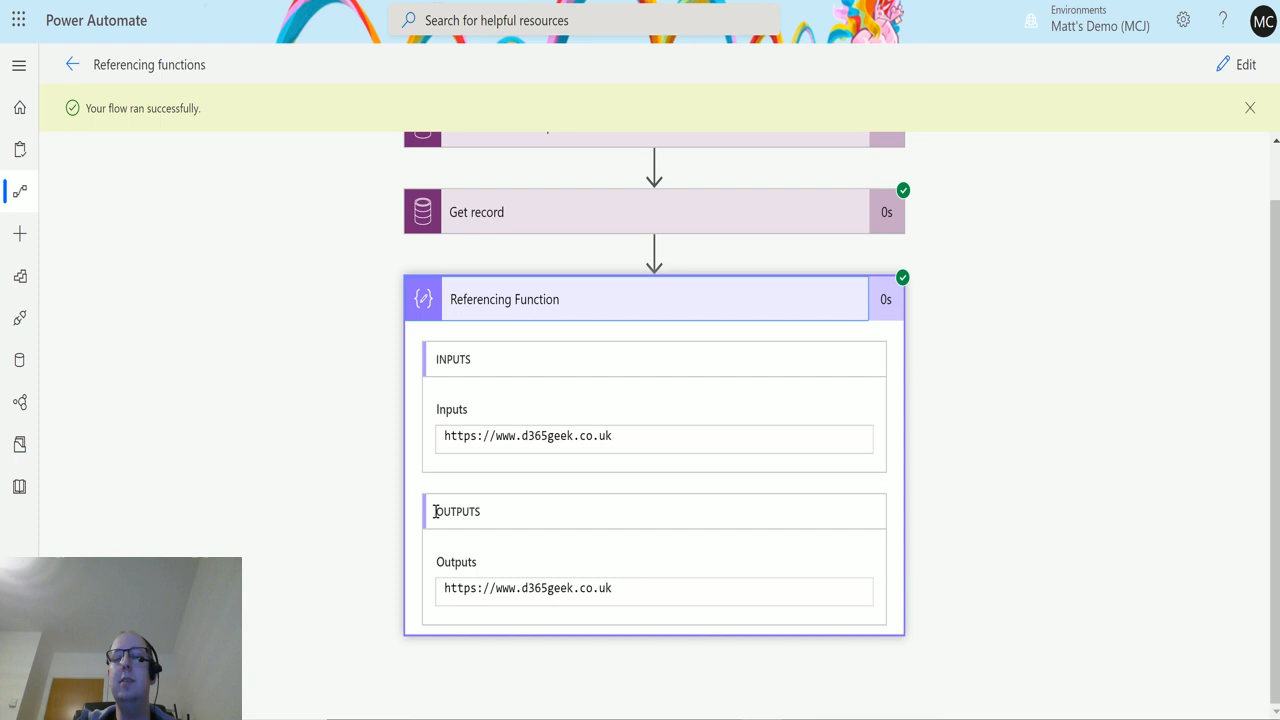 Power Automate
Search for helpful resources
Environments
Matt's Demo (MCJ)
?
MC
Referencing functions
Edit
Your flow ran successfully.
Get record
0s
Referencing Function
0s
INPUTS
Inputs
https://www.d365geek.co.uk
OUTPUTS
Outputs
https://www.d365geek.co.uk